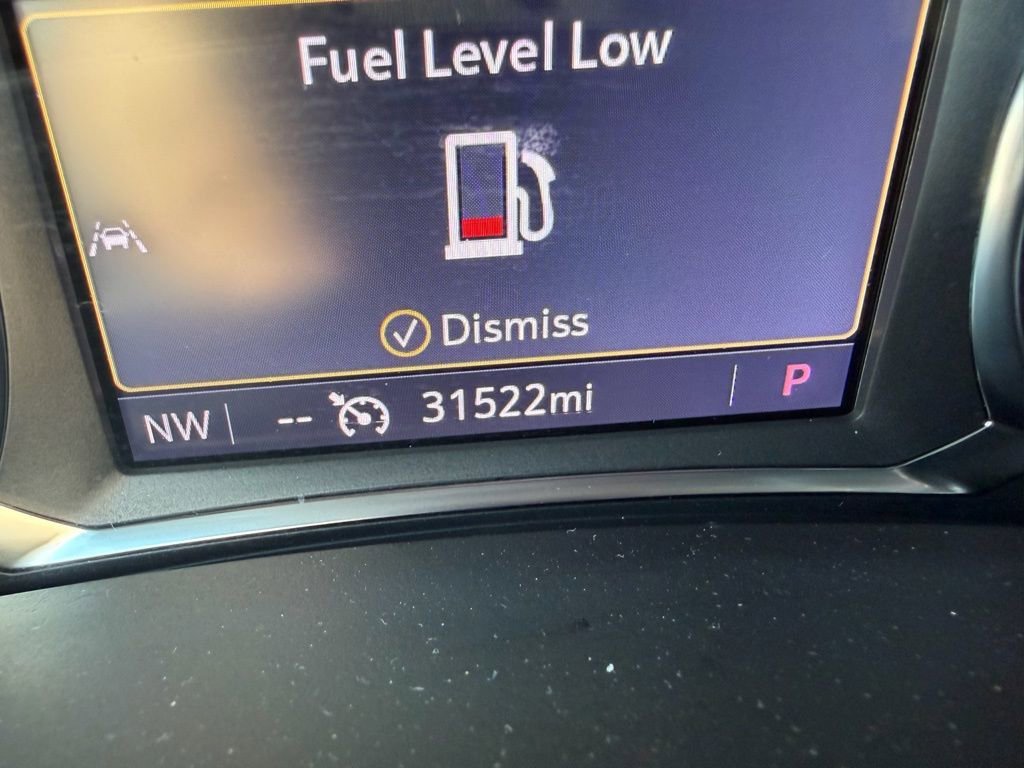 Fuel Level Low
Dismiss
NW -- 31522mi P